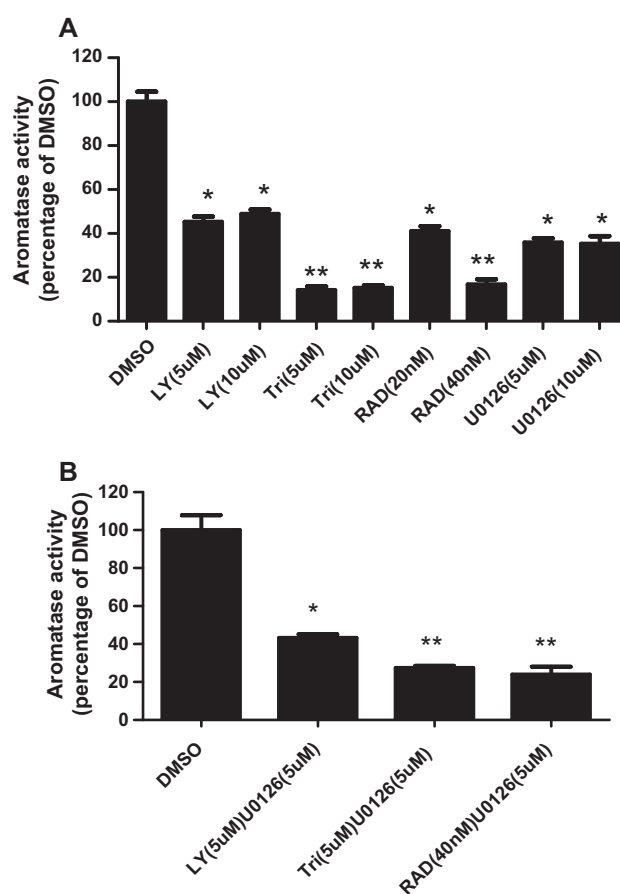 A
Aromatase activity
(percentage of DMSO)
120
100
80
60
40
20
0
* * ** ** * ** * *
DMSO
LY(5uM)
LY(10uM)
Tri(5uM)
Tri(10uM)
RAD(20nM)
RAD(40nM)
U0126(5uM)
U0126(10uM)
B
Aromatase activity
(percentage of DMSO)
120
100
80
60
40
20
0
* ** **
DMSO
LY(5uM)U0126(5uM)
Tri(5uM)U0126(5uM)
RAD(40nM)U0126(5uM)